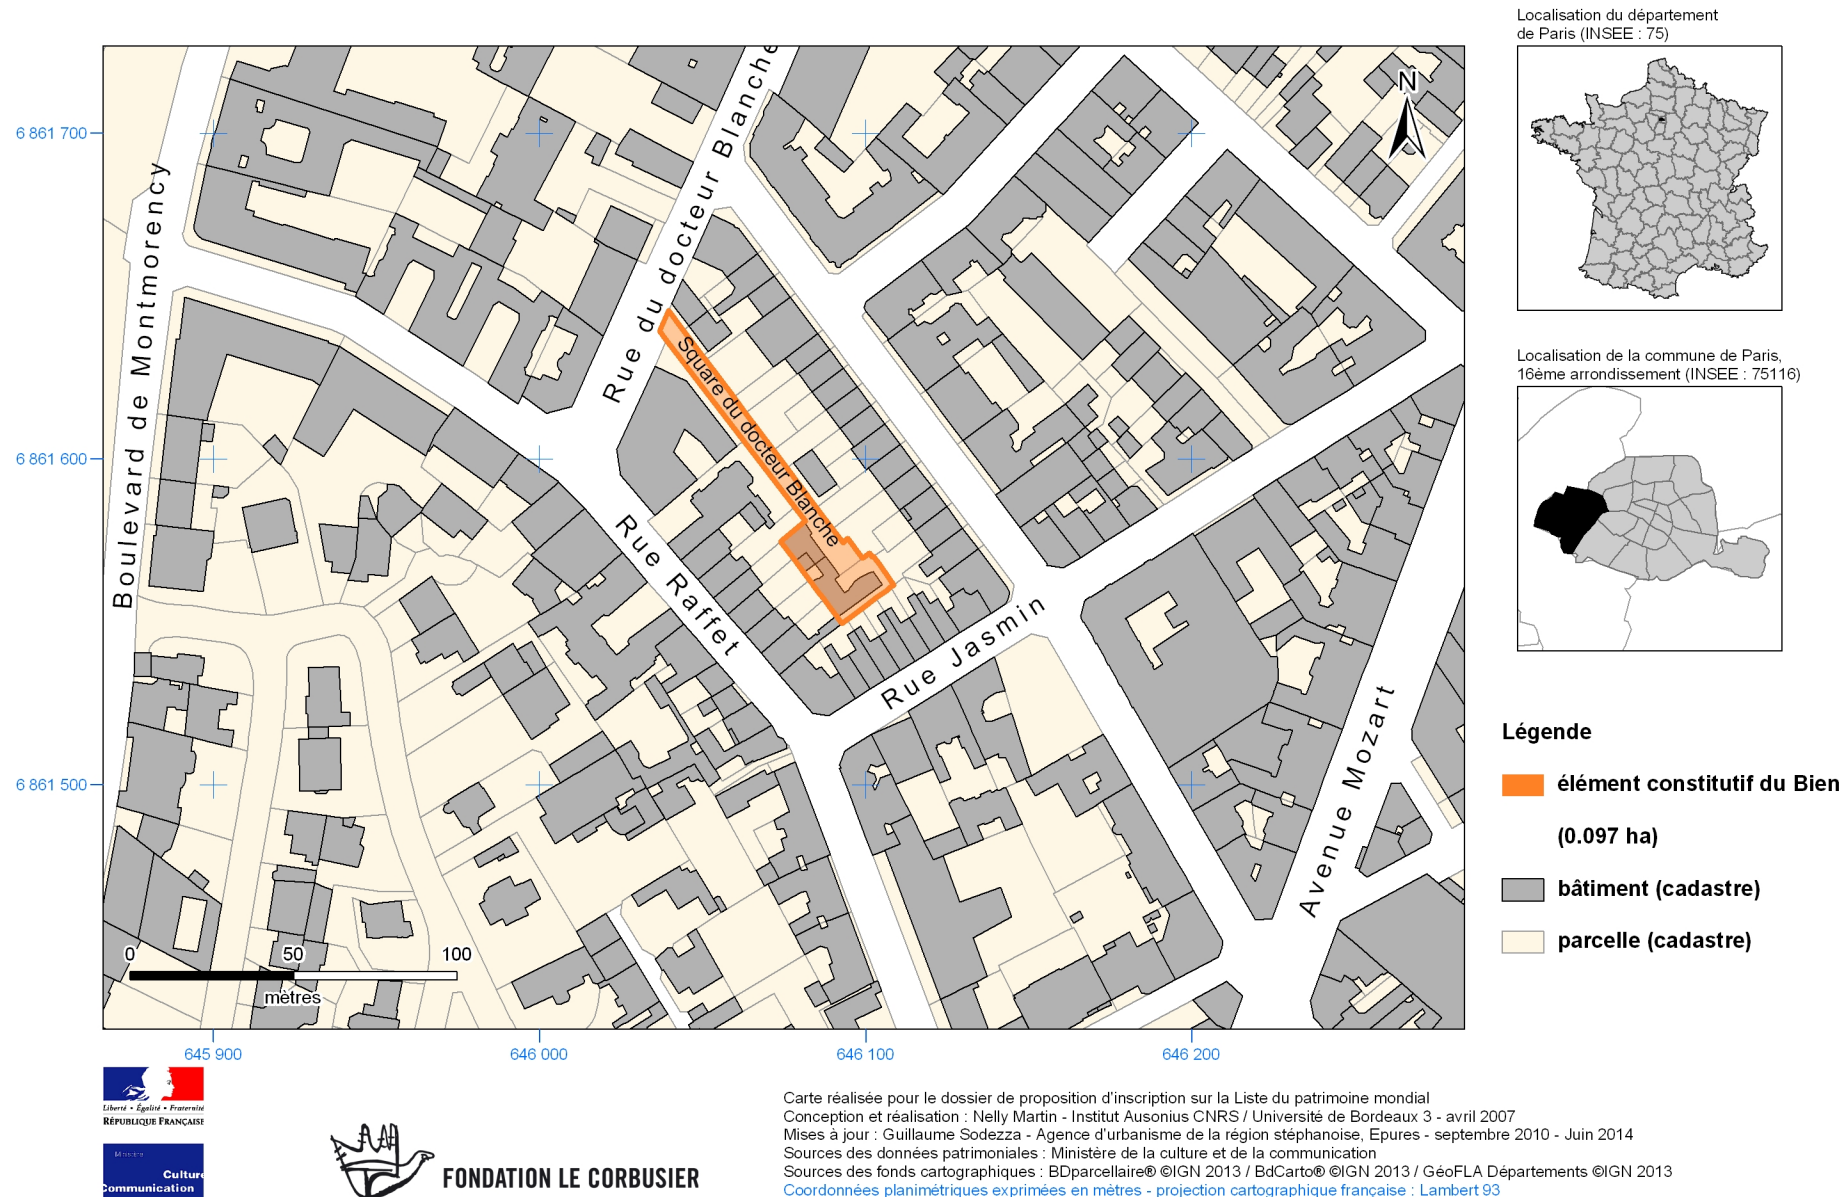 Localisation du département
de Paris (INSEE : 75)
N
6 861 700
6 861 600
6 861 500
Boulevard de Montmorency
Rue du docteur Blanche
Square du docteur Blanche
Rue Raffet
Rue Jasmin
Avenue Mozart
0 50 100
mètres
645 900
646 000
646 100
646 200
Localisation de la commune de Paris,
16ème arrondissement (INSEE : 75116)
Légende
élément constitutif du Bien
(0.097 ha)
bâtiment (cadastre)
parcelle (cadastre)
Liberté • Égalité • Fraternité
RÉPUBLIQUE FRANÇAISE
Ministère
Culture
Communication
FONDATION LE CORBUSIER
Carte réalisée pour le dossier de proposition d'inscription sur la Liste du patrimoine mondial
Conception et réalisation : Nelly Martin - Institut Ausonius CNRS / Université de Bordeaux 3 - avril 2007
Mises à jour : Guillaume Sodezza - Agence d'urbanisme de la région stéphanoise, Epures - septembre 2010 - Juin 2014
Sources des données patrimoniales : Ministère de la culture et de la communication
Sources des fonds cartographiques : BDparcellaire® ©IGN 2013 / BdCarto® ©IGN 2013 / GéoFLA Départements ©IGN 2013
Coordonnées planimétriques exprimées en mètres - projection cartographique française : Lambert 93